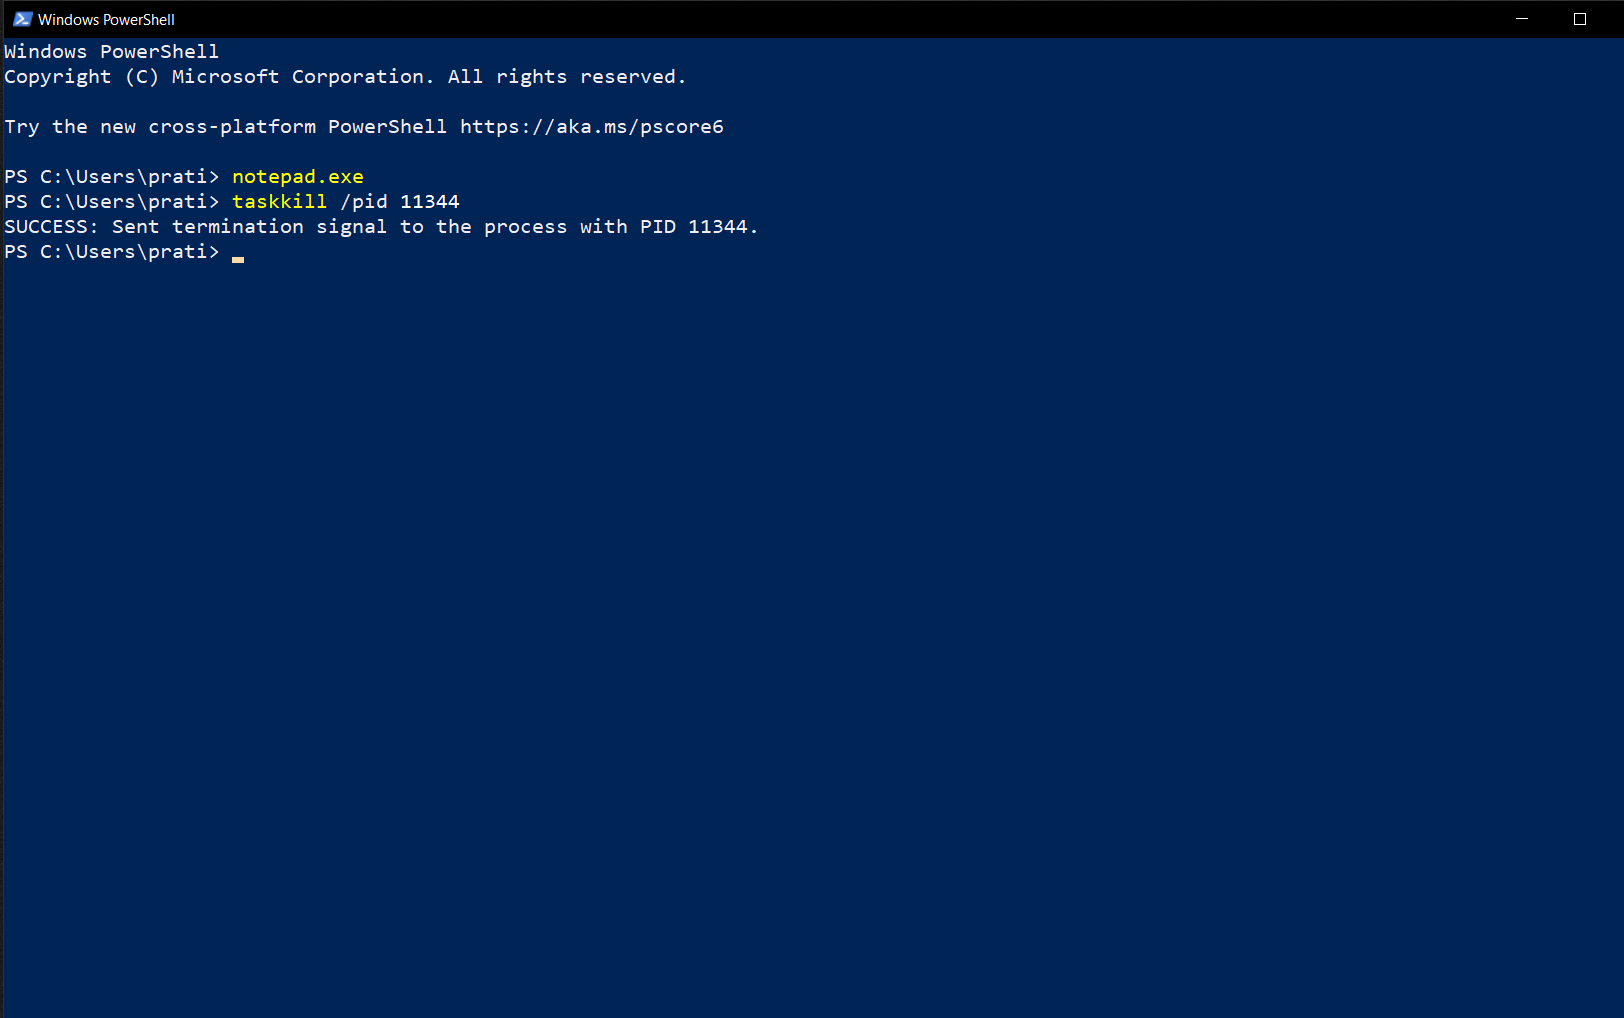 Windows PowerShell
Windows PowerShell
Copyright (C) Microsoft Corporation. All rights reserved.
Try the new cross-platform PowerShell https://aka.ms/pscore6
PS C:\Users\prati> notepad.exe
PS C:\Users\prati> taskkill /pid 11344
SUCCESS: Sent termination signal to the process with PID 11344.
PS C:\Users\prati>